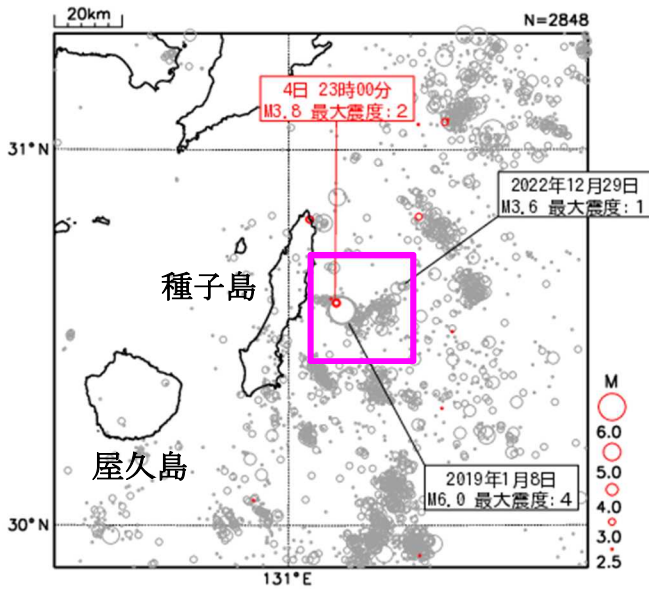 20km
N=2848
4日 23時00分
M3.8 最大震度:2
31°N
2022年12月29日
M3.6 最大震度:1
種子島
屋久島
2019年1月8日
M6.0 最大震度:4
30°N
131°E
M
6.0
5.0
4.0
3.0
2.5